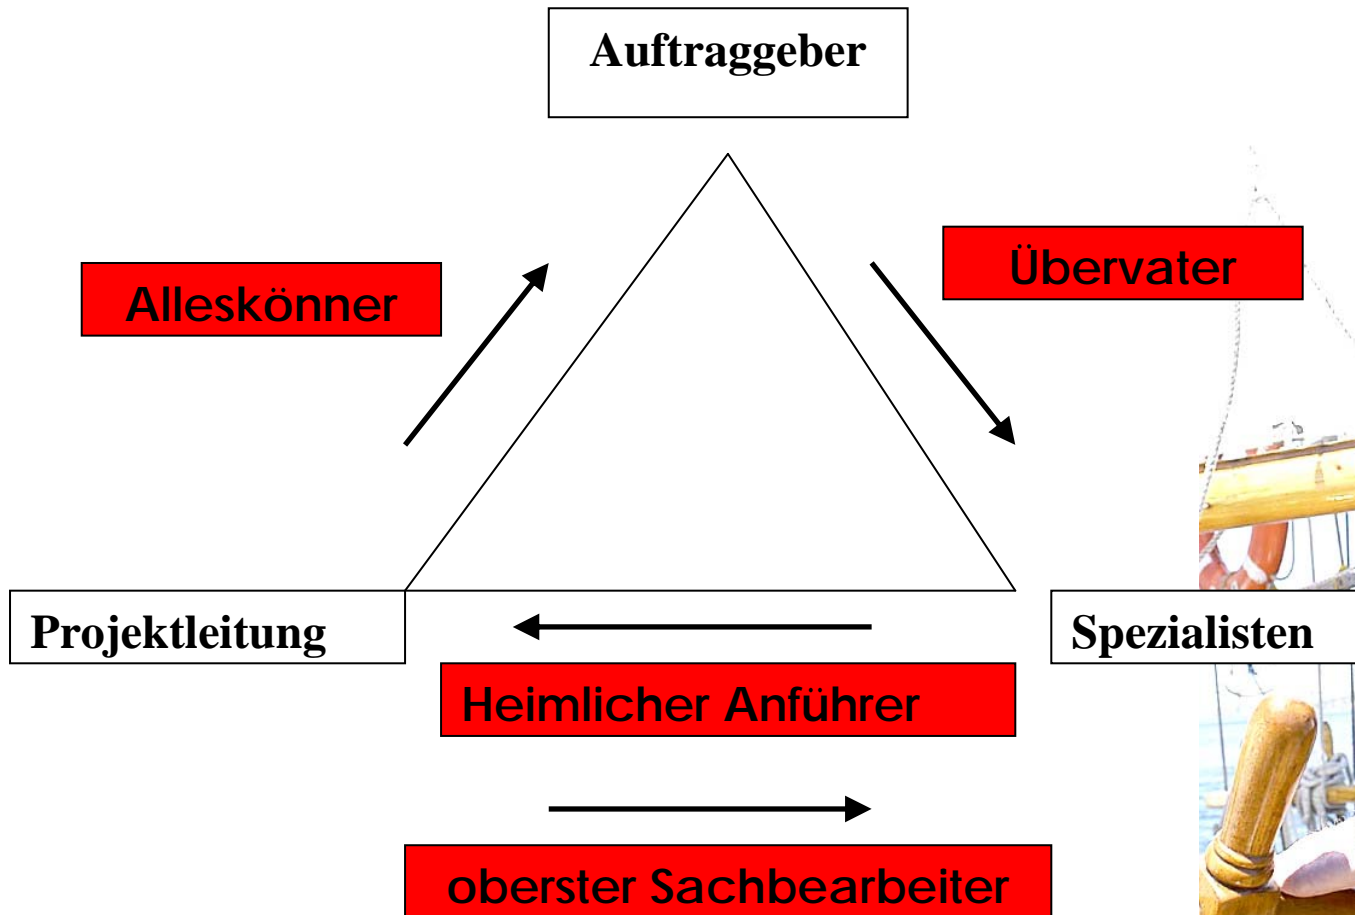 Auftraggeber
Übervater
Alleskönner
Projektleitung
Spezialisten
Heimlicher Anführer
oberster Sachbearbeiter